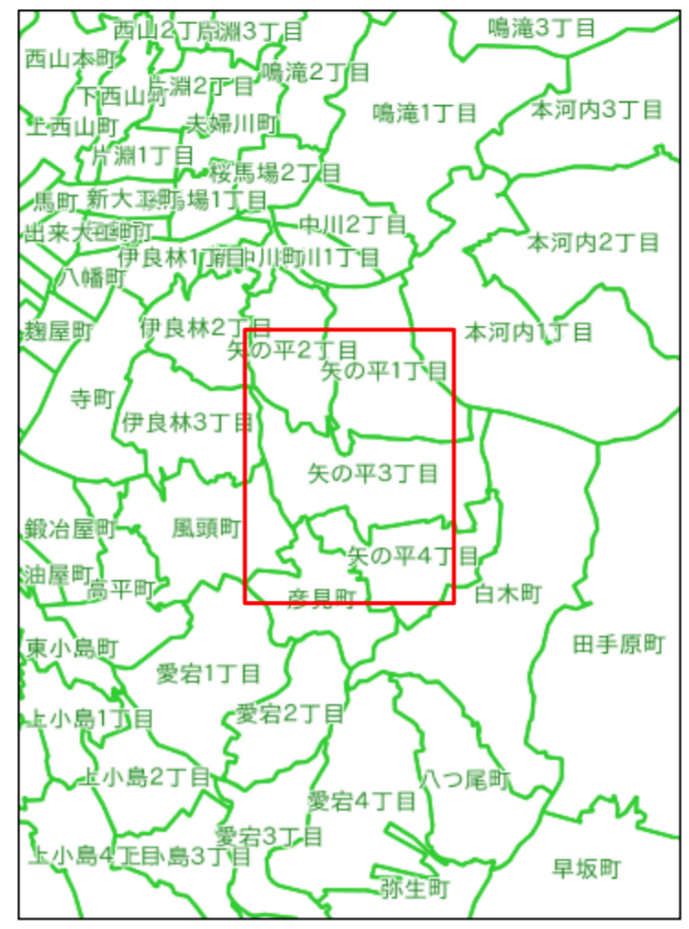 鳴滝3丁目
西山2丁
片淵3丁目
西山本町
鳴滝2丁目
片淵2丁目
下西山町
鳴滝1丁目
本河内3丁目
上西山町
夫婦川町
片淵1丁目
桜馬場2丁目
馬町
新大工町
馬場1丁目
中川2丁目
出来大工町
本河内2丁目
伊良林1丁目
中川町
川1丁目
八幡町
麹屋町
伊良林2丁目
本河内1丁目
矢の平2丁目
矢の平1丁目
寺町
伊良林3丁目
矢の平3丁目
鍛冶屋町
風頭町
矢の平4丁目
油屋町
高平町
彦見町
白木町
東小島町
田手原町
愛宕1丁目
上小島1丁目
愛宕2丁目
上小島2丁目
八つ尾町
愛宕4丁目
愛宕3丁目
上小島4丁目
上小島3丁目
早坂町
弥生町